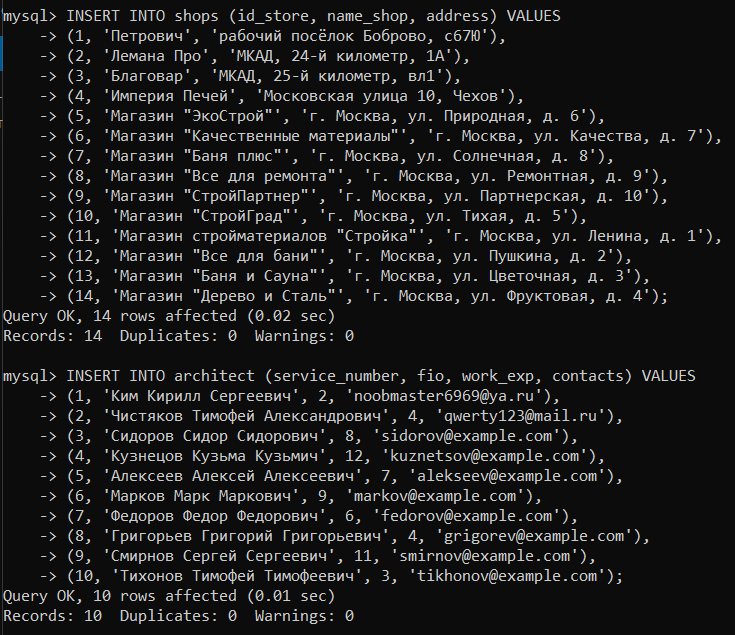 mysql> INSERT INTO shops (id_store, name_shop, address) VALUES
-> (1, 'Петрович', 'рабочий посёлок Боброво, с67Ю'),
-> (2, 'Лемана Про', 'МКАД, 24-й километр, 1А'),
-> (3, 'Благовар', 'МКАД, 25-й километр, вл1'),
-> (4, 'Империя Печей', 'Московская улица 10, Чехов'),
-> (5, 'Магазин "ЭкоСтрой"', 'г. Москва, ул. Природная, д. 6'),
-> (6, 'Магазин "Качественные материалы"', 'г. Москва, ул. Качества, д. 7'),
-> (7, 'Магазин "Баня плюс"', 'г. Москва, ул. Солнечная, д. 8'),
-> (8, 'Магазин "Все для ремонта"', 'г. Москва, ул. Ремонтная, д. 9'),
-> (9, 'Магазин "СтройПартнер"', 'г. Москва, ул. Партнерская, д. 10'),
-> (10, 'Магазин "СтройГрад"', 'г. Москва, ул. Тихая, д. 5'),
-> (11, 'Магазин стройматериалов "Стройка"', 'г. Москва, ул. Ленина, д. 1'),
-> (12, 'Магазин "Все для бани"', 'г. Москва, ул. Пушкина, д. 2'),
-> (13, 'Магазин "Баня и Сауна"', 'г. Москва, ул. Цветочная, д. 3'),
-> (14, 'Магазин "Дерево и Сталь"', 'г. Москва, ул. Фруктовая, д. 4');
Query OK, 14 rows affected (0.02 sec)
Records: 14  Duplicates: 0  Warnings: 0
mysql> INSERT INTO architect (service_number, fio, work_exp, contacts) VALUES
-> (1, 'Ким Кирилл Сергеевич', 2, 'noobmaster6969@ya.ru'),
-> (2, 'Чистяков Тимофей Александрович', 4, 'qwerty123@mail.ru'),
-> (3, 'Сидоров Сидор Сидорович', 8, 'sidorov@example.com'),
-> (4, 'Кузнецов Кузьма Кузьмич', 12, 'kuznetsov@example.com'),
-> (5, 'Алексеев Алексей Алексеевич', 7, 'alekseev@example.com'),
-> (6, 'Марков Марк Маркович', 9, 'markov@example.com'),
-> (7, 'Федоров Федор Федорович', 6, 'fedorov@example.com'),
-> (8, 'Григорьев Григорий Григорьевич', 4, 'grigorev@example.com'),
-> (9, 'Смирнов Сергей Сергеевич', 11, 'smirnov@example.com'),
-> (10, 'Тихонов Тимофей Тимофеевич', 3, 'tikhonov@example.com');
Query OK, 10 rows affected (0.01 sec)
Records: 10  Duplicates: 0  Warnings: 0